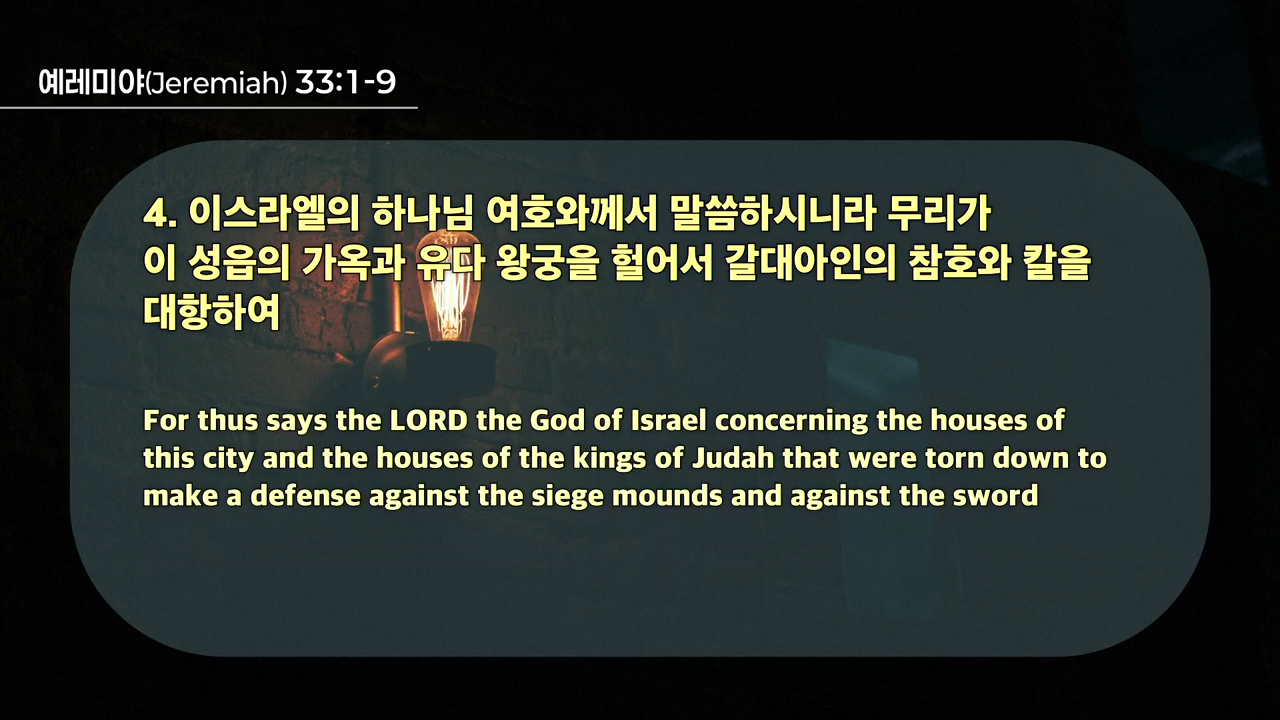 예레미야(Jeremiah) 33:1-9
4. 이스라엘의 하나님 여호와께서 말씀하시니라 무리가
이 성읍의 가옥과 유다 왕궁을 헐어서 갈대아인의 참호와 칼을
대항하여
For thus says the LORD the God of Israel concerning the houses of
this city and the houses of the kings of Judah that were torn down to
make a defense against the siege mounds and against the sword